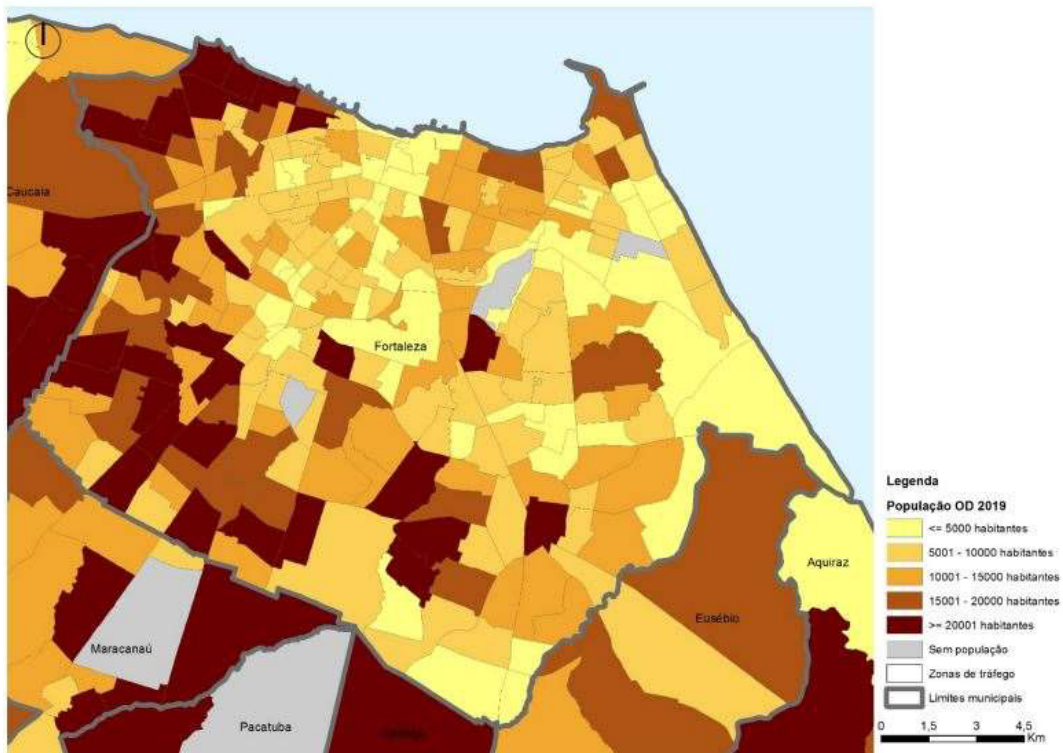 Caucaia
Fortaleza
Maracanaú
Pacatuba
Eusébio
Aquiraz
Legenda
População OD 2019
<= 5000 habitantes
5001 - 10000 habitantes
10001 - 15000 habitantes
15001 - 20000 habitantes
>= 20001 habitantes
Sem população
Zonas de tráfego
Limites municipais
0 1,5 3 4,5
Km